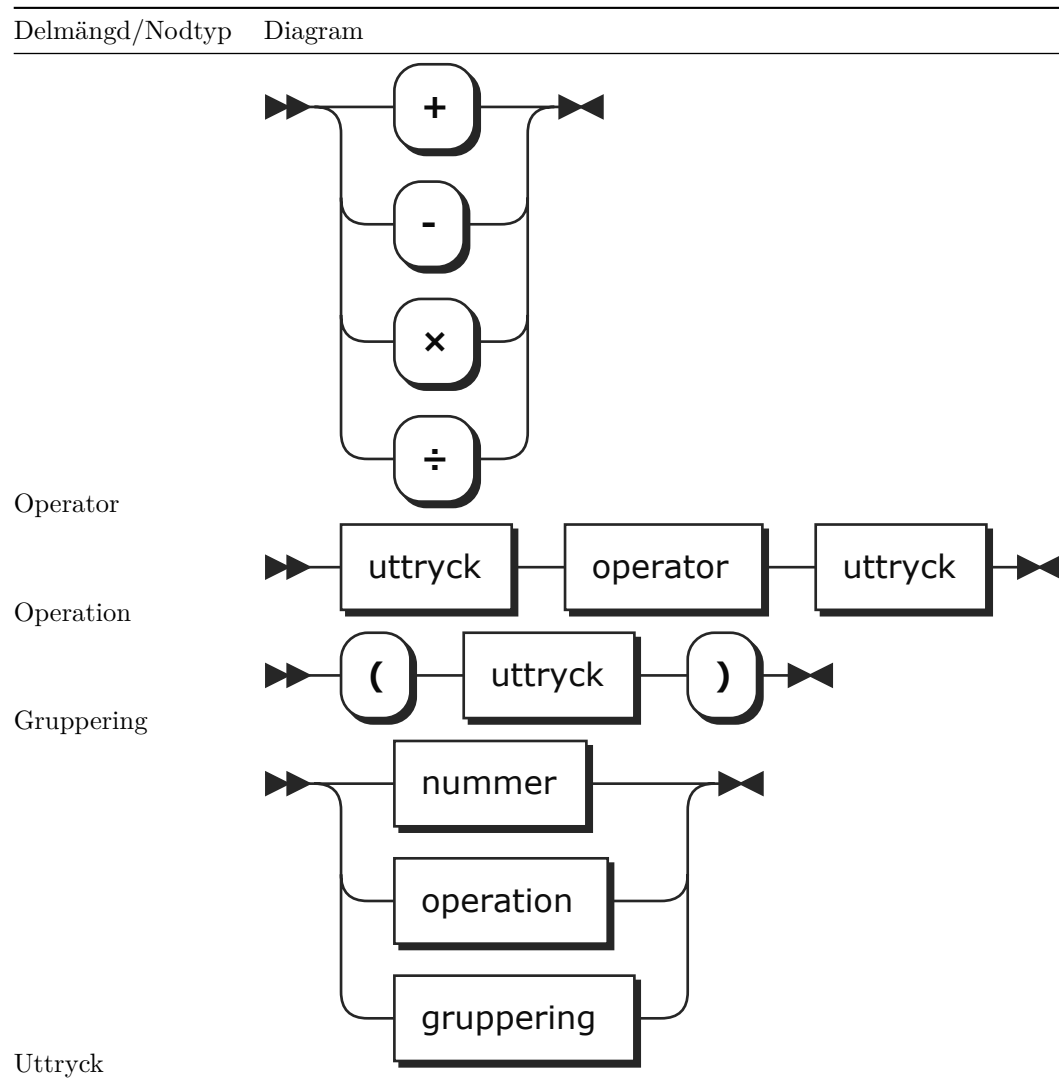 Delmängd/Nodtyp Diagram
+
-
×
÷
Operator
uttryck operator uttryck
Operation
( uttryck )
Gruppering
nummer
operation
gruppering
Uttryck